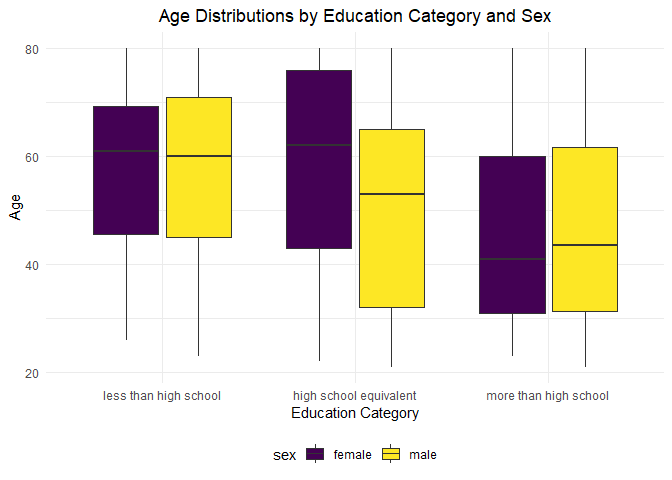 Age Distributions by Education Category and Sex
80
60
40
20
Age
less than high school high school equivalent more than high school
Education Category
sex female male